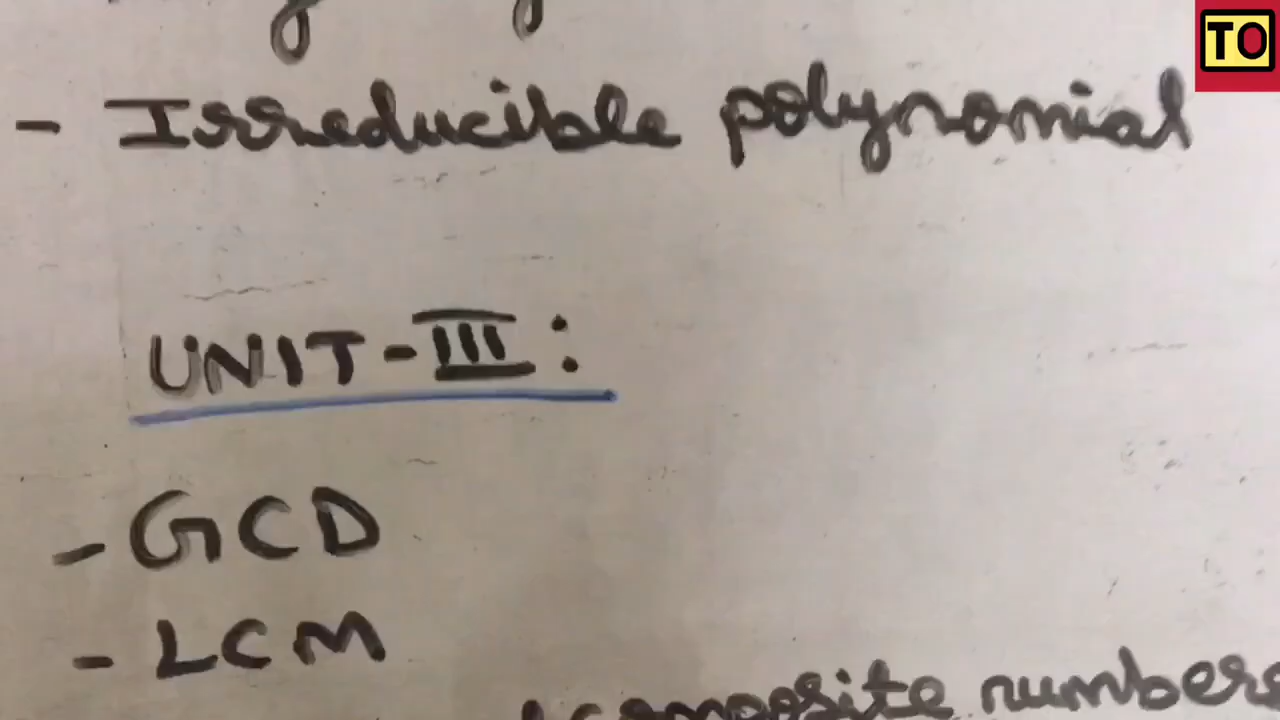 TO
- Irreducible polynomial
UNIT-III:
- GCD
- LCM
composite numbers